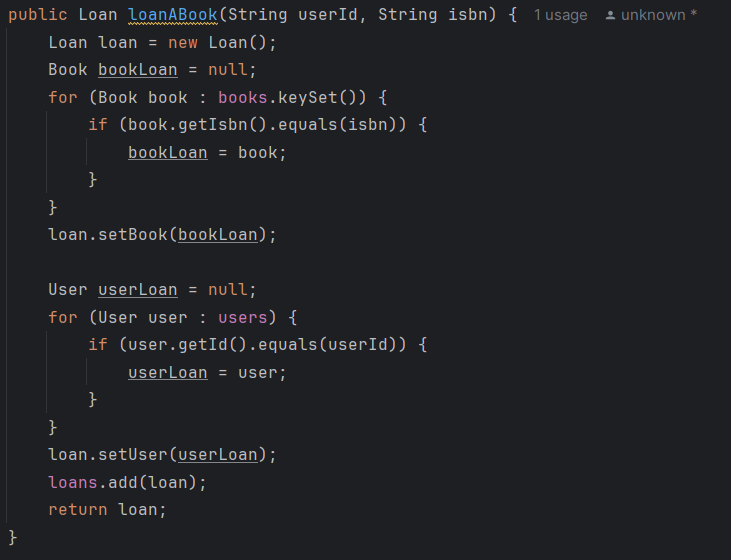 public Loan loanABook(String userId, String isbn) { 1 usage unknown *
    Loan loan = new Loan();
    Book bookLoan = null;
    for (Book book : books.keySet()) {
        if (book.getIsbn().equals(isbn)) {
            bookLoan = book;
        }
    }
    loan.setBook(bookLoan);

    User userLoan = null;
    for (User user : users) {
        if (user.getId().equals(userId)) {
            userLoan = user;
        }
    }
    loan.setUser(userLoan);
    loans.add(loan);
    return loan;
}